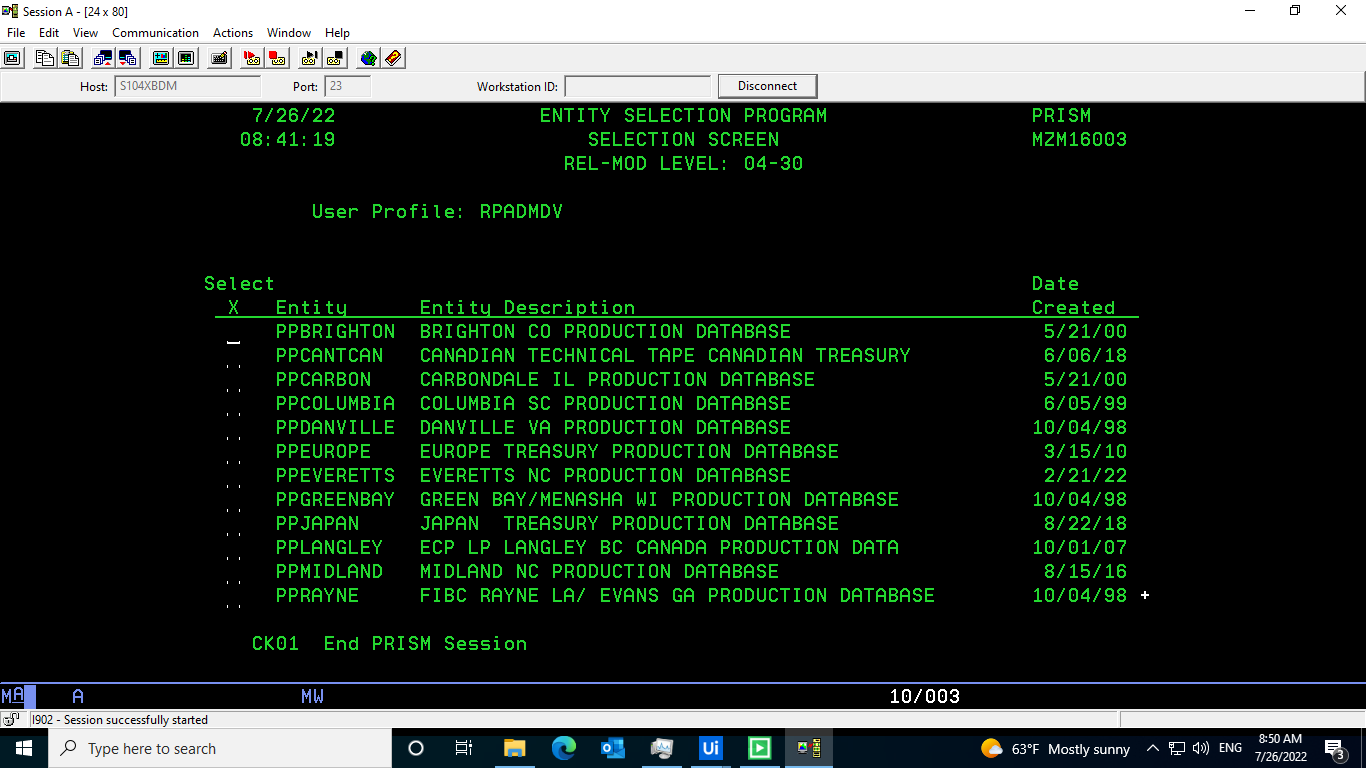 Session A - [24 x 80]
File Edit View Communication Actions Window Help
Host: S104XBDM Port: 23 Workstation ID: Disconnect
7/26/22 ENTITY SELECTION PROGRAM PRISM
08:41:19 SELECTION SCREEN MZM16003
REL-MOD LEVEL: 04-30
User Profile: RPADMDV
Select Date
X Entity Entity Description Created
PPBRIGHTON BRIGHTON CO PRODUCTION DATABASE 5/21/00
PPCANTCAN CANADIAN TECHNICAL TAPE CANADIAN TREASURY 6/06/18
PPCARBON CARBONDALE IL PRODUCTION DATABASE 5/21/00
PPCOLUMBIA COLUMBIA SC PRODUCTION DATABASE 6/05/99
PPDANVILLE DANVILLE VA PRODUCTION DATABASE 10/04/98
PPEUROPE EUROPE TREASURY PRODUCTION DATABASE 3/15/10
PPEVERETTS EVERETTS NC PRODUCTION DATABASE 2/21/22
PPGREENBAY GREEN BAY/MENASHA WI PRODUCTION DATABASE 10/04/98
PPJAPAN JAPAN TREASURY PRODUCTION DATABASE 8/22/18
PPLANGLEY ECP LP LANGLEY BC CANADA PRODUCTION DATA 10/01/07
PPMIDLAND MIDLAND NC PRODUCTION DATABASE 8/15/16
PPRAYNE FIBC RAYNE LA/ EVANS GA PRODUCTION DATABASE 10/04/98 +
CK01 End PRISM Session
MA A MW 10/003
I902 - Session successfully started
Type here to search Ui 63°F Mostly sunny ENG 8:50 AM
7/26/2022 3